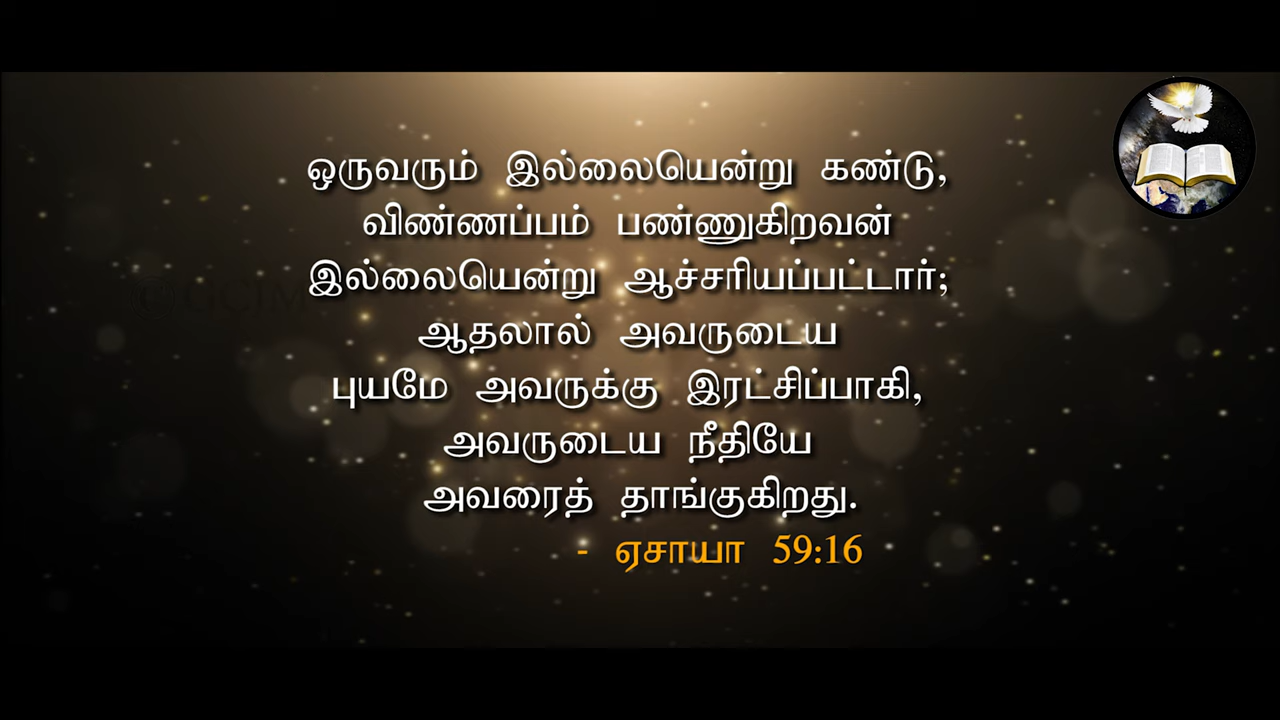 ஒருவரும் இல்லையென்று கண்டு,
விண்ணப்பம் பண்ணுகிறவன்
இல்லையென்று ஆச்சரியப்பட்டார்;
ஆதலால் அவருடைய
புயமே அவருக்கு இரட்சிப்பாகி,
அவருடைய நீதியே
அவரைத் தாங்குகிறது.
- ஏசாயா 59:16